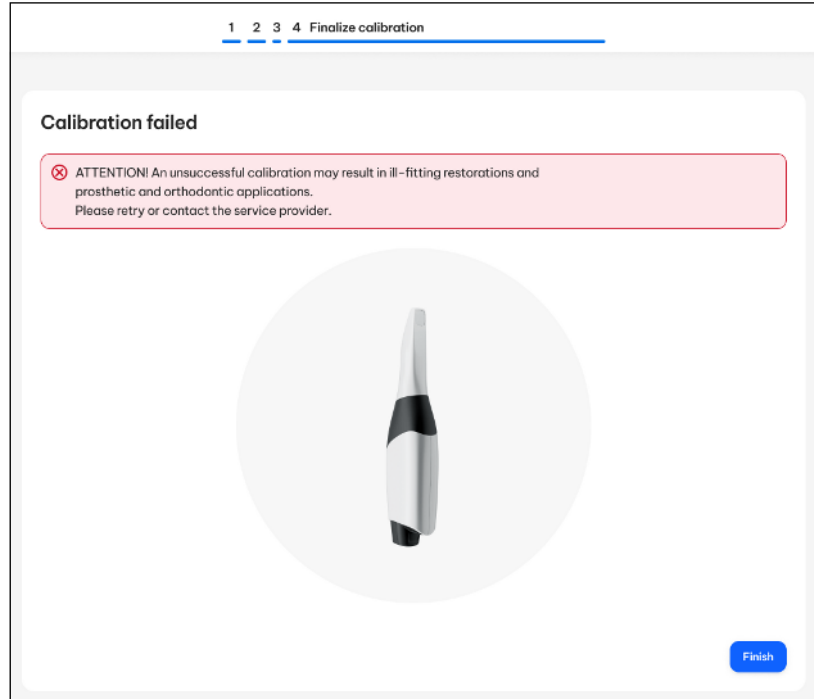 1 2 3 4 Finalize calibration
Calibration failed
ATTENTION! An unsuccessful calibration may result in ill-fitting restorations and
prosthetic and orthodontic applications.
Please retry or contact the service provider.
Finish